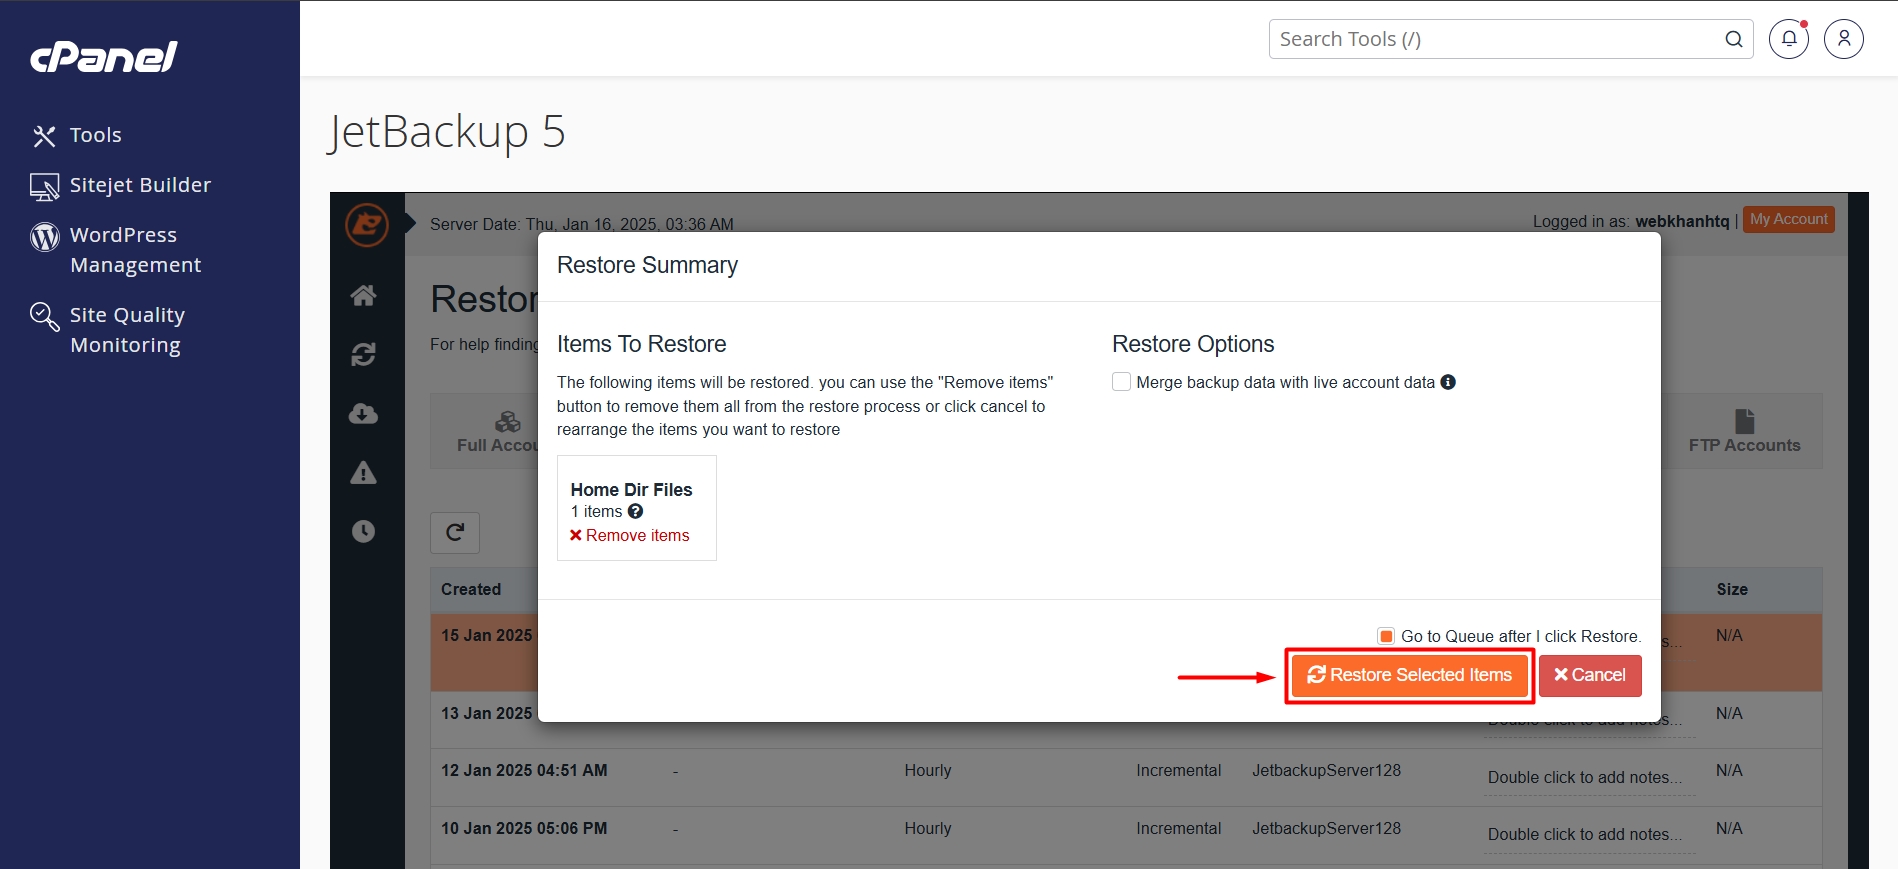 cPanel
Search Tools (/)
Tools
Sitejet Builder
WordPress
Management
Site Quality
Monitoring
JetBackup 5
Server Date: Thu, Jan 16, 2025, 03:36 AM
Logged in as: webkhanhtq | My Account
Restor
For help finding
Full Accou
FTP Accounts
Restore Summary
Items To Restore
The following items will be restored. you can use the "Remove items"
button to remove them all from the restore process or click cancel to
rearrange the items you want to restore
Home Dir Files
1 items
Remove items
Restore Options
Merge backup data with live account data
Go to Queue after I click Restore.
Restore Selected Items
Cancel
Created Size
15 Jan 2025 s... N/A
13 Jan 2025 Double click to add notes... N/A
12 Jan 2025 04:51 AM - Hourly Incremental JetbackupServer128 Double click to add notes... N/A
10 Jan 2025 05:06 PM - Hourly Incremental JetbackupServer128 Double click to add notes... N/A